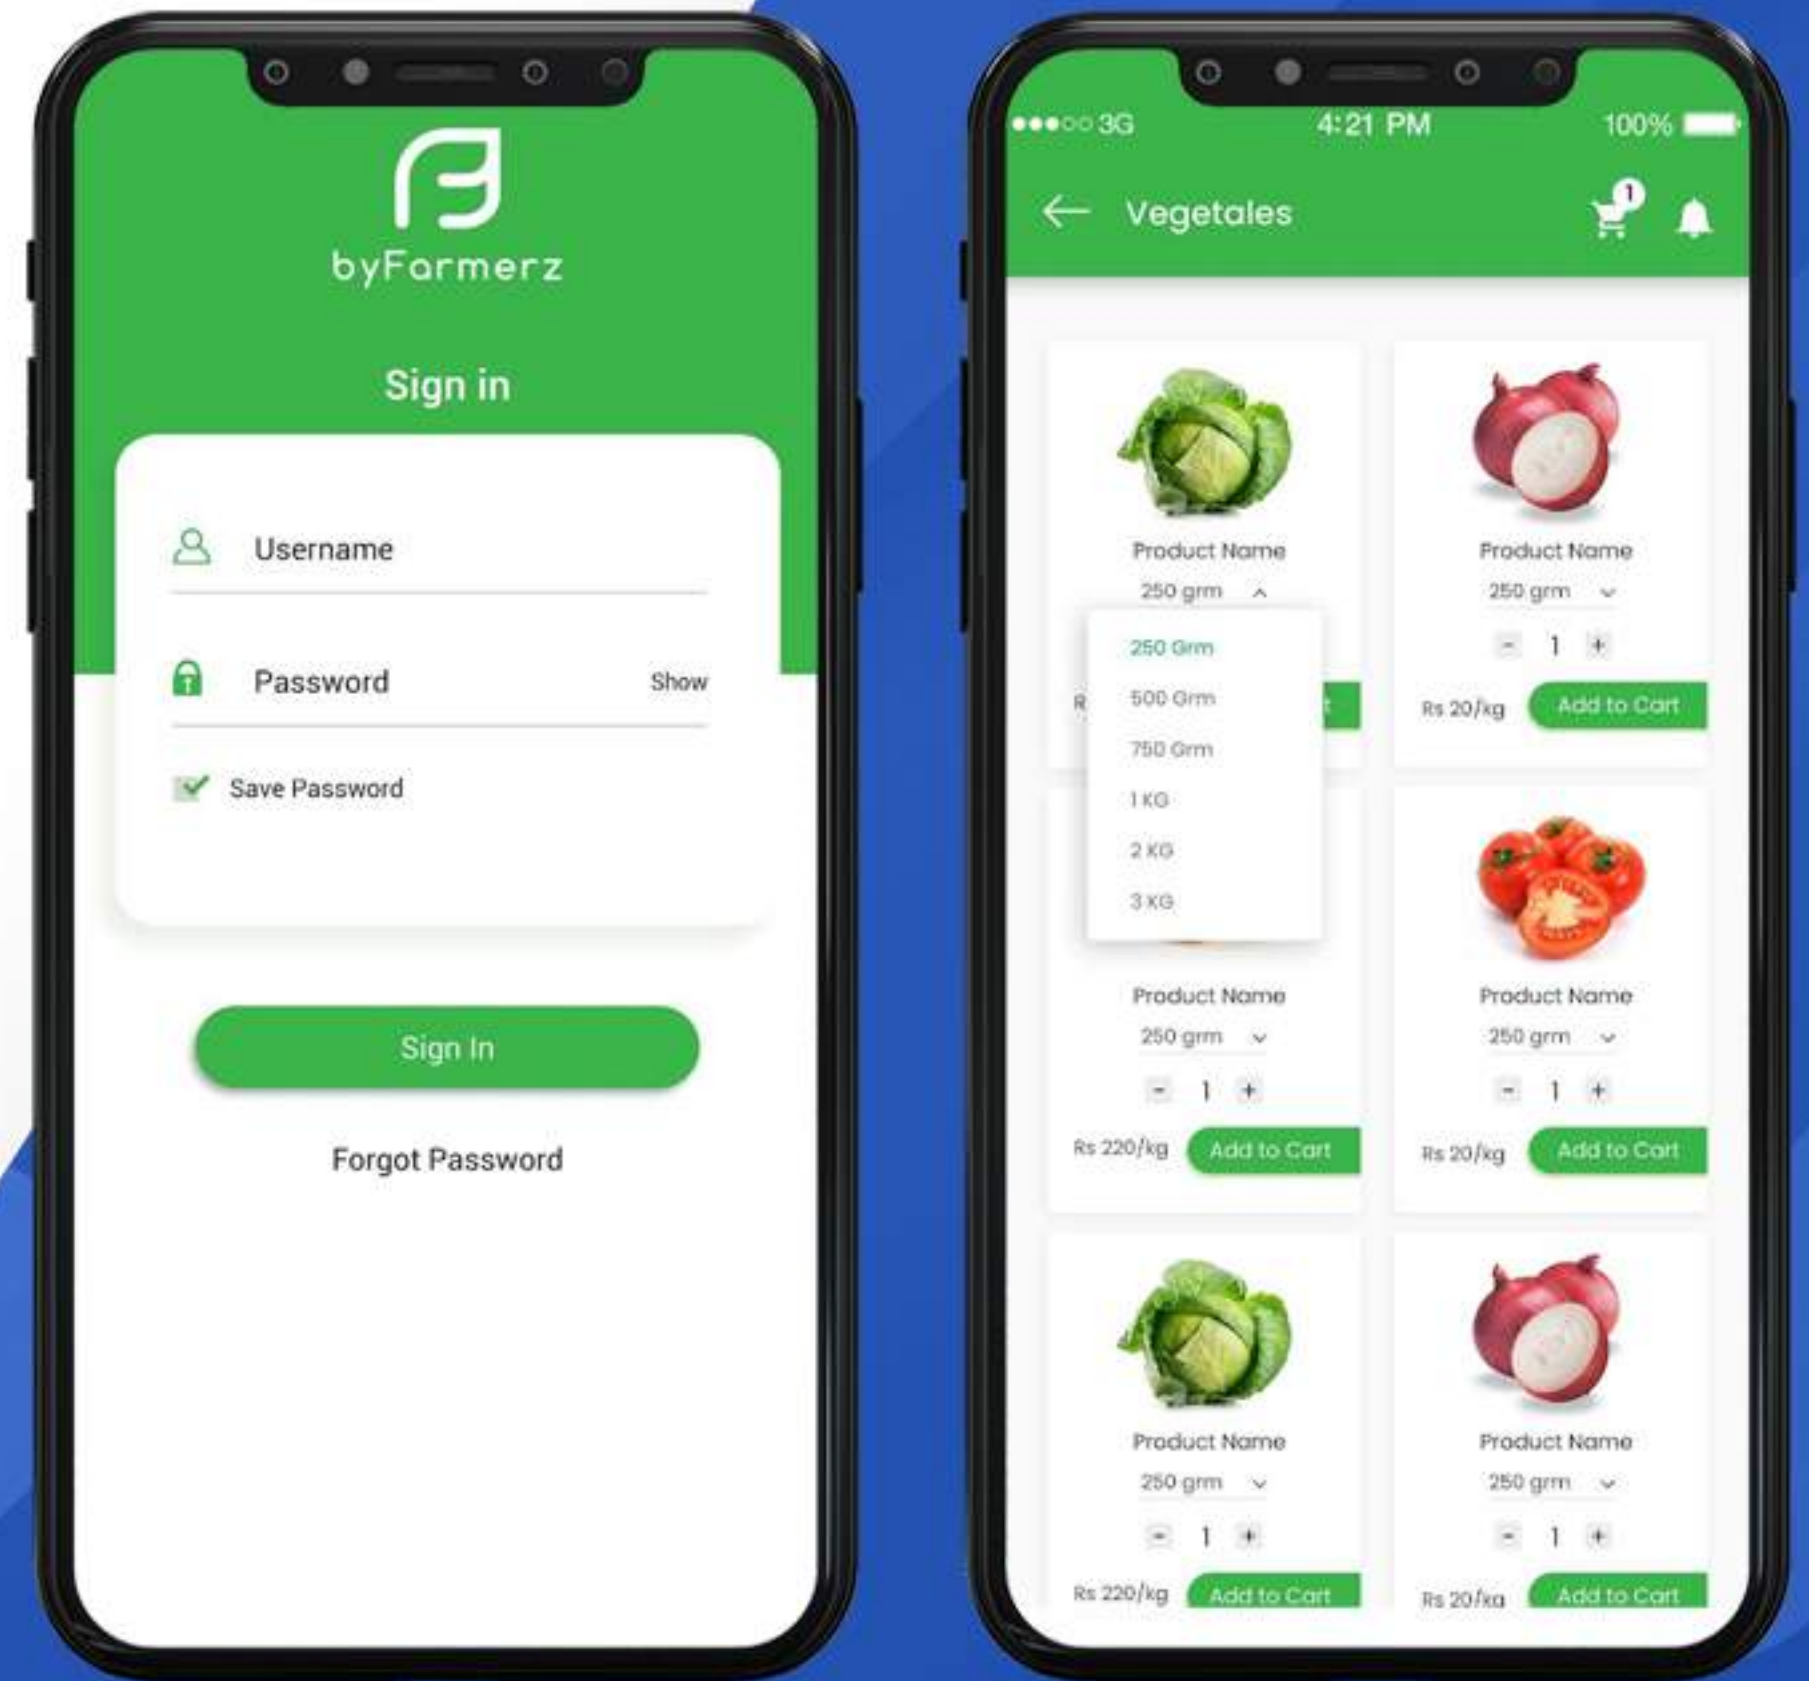 byFarmerz
Sign in
Username
Password Show
Save Password
Sign In
Forgot Password
3G 4:21 PM 100%
Vegetales 1
Product Name Product Name
250 grm 250 grm
250 Grm
500 Grm
750 Grm
1 KG
2 KG
3 KG
- 1 +
Rs 20/kg Add to Cart
Product Name Product Name
250 grm 250 grm
- 1 + - 1 +
Rs 220/kg Add to Cart Rs 20/kg Add to Cart
Product Name Product Name
250 grm 250 grm
- 1 + - 1 +
Rs 220/kg Add to Cart Rs 20/kg Add to Cart